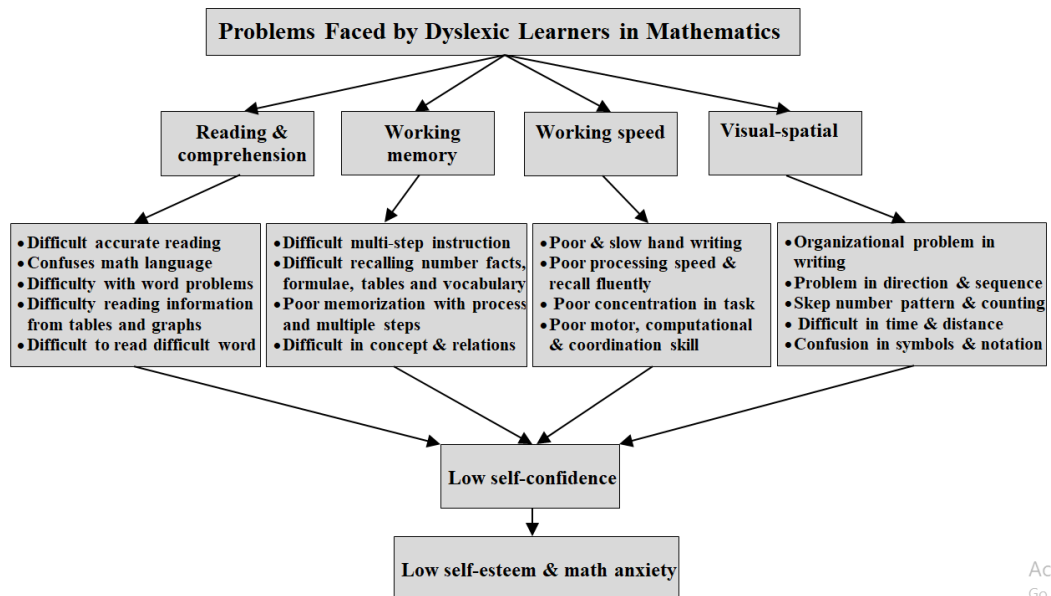 Problems Faced by Dyslexic Learners in Mathematics
Reading &
comprehension
Working
memory
Working speed
Visual-spatial
• Difficult accurate reading
• Confuses math language
• Difficulty with word problems
• Difficulty reading information
from tables and graphs
• Difficult to read difficult word
• Difficult multi-step instruction
• Difficult recalling number facts,
formulae, tables and vocabulary
• Poor memorization with process
and multiple steps
• Difficult in concept & relations
• Poor & slow hand writing
• Poor processing speed &
recall fluently
• Poor concentration in task
• Poor motor, computational
& coordination skill
• Organizational problem in
writing
• Problem in direction & sequence
• Skep number pattern & counting
• Difficult in time & distance
• Confusion in symbols & notation
Low self-confidence
Low self-esteem & math anxiety
Ac
Go